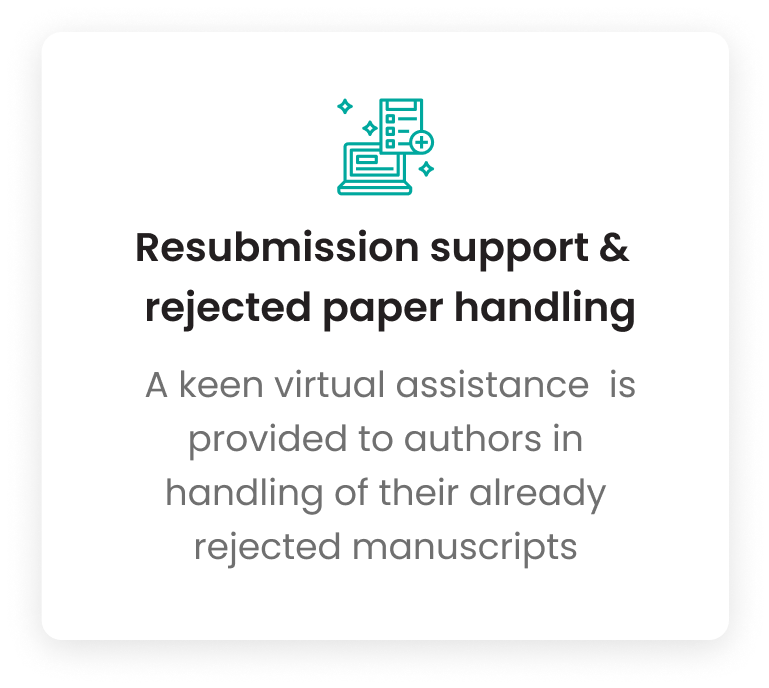 Resubmission support &
rejected paper handling
A keen virtual assistance  is
provided to authors in
handling of their already
rejected manuscripts